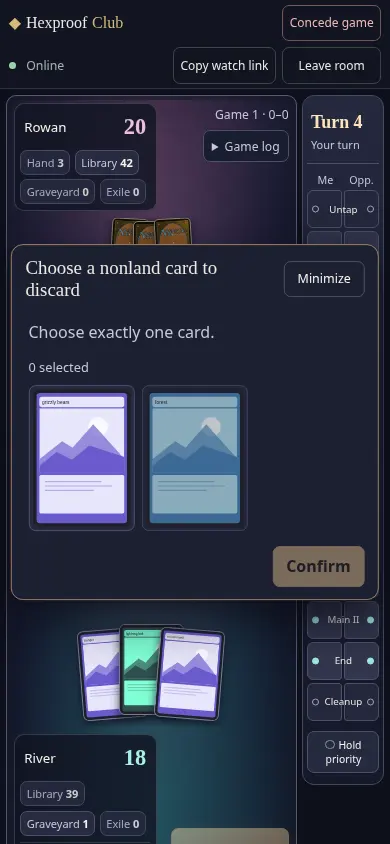 Hexproof Club
Concede game
Online
Copy watch link
Leave room
Rowan 20
Game 1 · 0–0
Hand 3
Library 42
Graveyard 0
Exile 0
Game log
Turn 4
Your turn
Me Opp.
Untap
Choose a nonland card to
discard
Minimize
Choose exactly one card.
0 selected
grizzly bears
forest
Confirm
Main II
End
Cleanup
Hold
priority
lightning bolt
River 18
Library 39
Graveyard 1
Exile 0